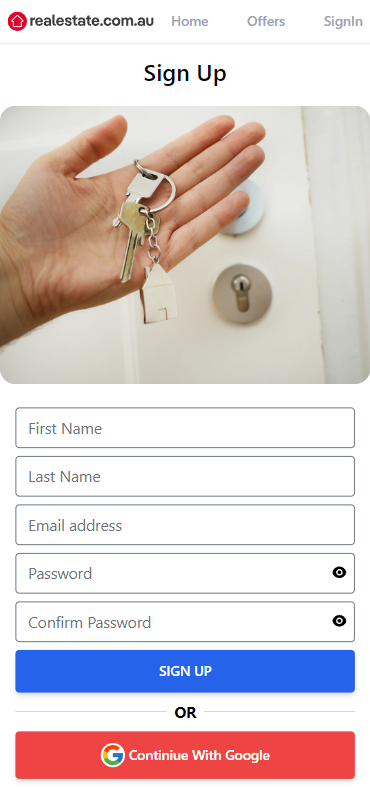 realestate.com.au Home Offers SignIn
Sign Up
First Name
Last Name
Email address
Password
Confirm Password
SIGN UP
OR
Continiue With Google